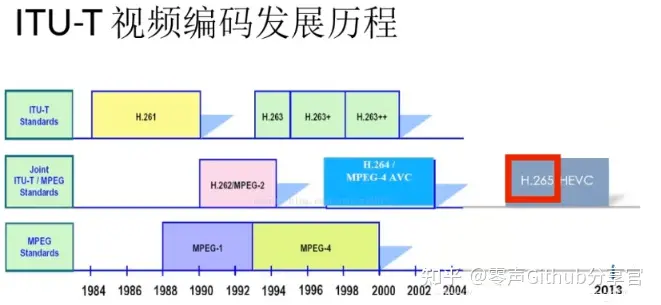 ITU-T 视频编码发展历程
ITU-T
Standards
H.261
H.263
H.263+
H.263++
Joint
ITU-T / MPEG
Standards
H.262/MPEG-2
H.264 /
MPEG-4 AVC
H.265 HEVC
MPEG
Standards
MPEG-1
MPEG-4
1984 1986 1988 1990 1992 1994 1996 1998 2000 2002 2004 2013
知乎 @零声Github分享官